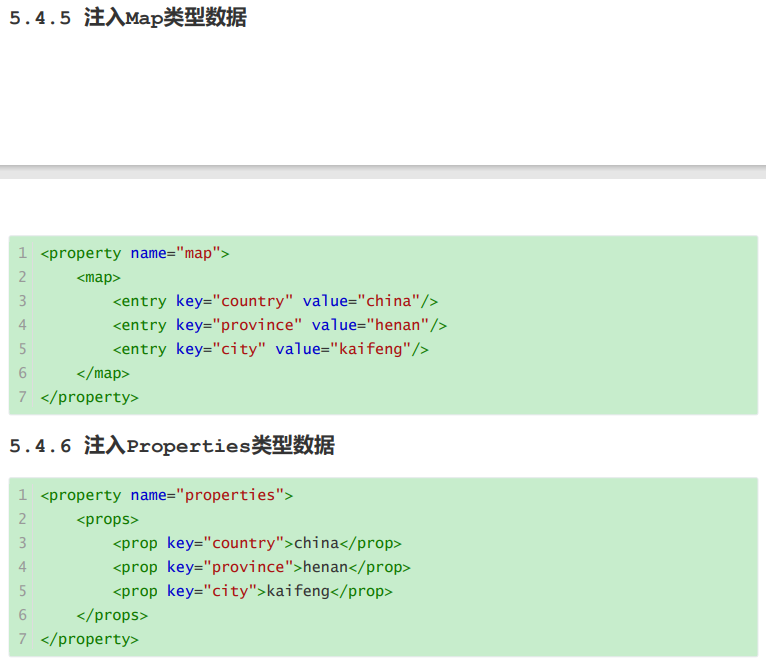 5.4.5 注入Map类型数据
1 <property name="map">
2     <map>
3         <entry key="country" value="china"/>
4         <entry key="province" value="henan"/>
5         <entry key="city" value="kaifeng"/>
6     </map>
7 </property>
5.4.6 注入Properties类型数据
1 <property name="properties">
2     <props>
3         <prop key="country">china</prop>
4         <prop key="province">henan</prop>
5         <prop key="city">kaifeng</prop>
6     </props>
7 </property>